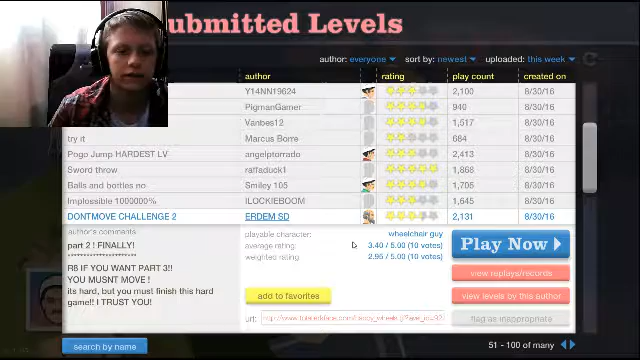 ubmitted Levels
author: everyone sort by: newest uploaded: this week
author rating play count created on
Y14NN19624 2,100 8/30/16
PigmanGamer 940 8/30/16
Vanbes12 1,517 8/30/16
try it Marcus Borre 684 8/30/16
Pogo Jump HARDEST LV angeltorrado 2,413 8/30/16
Sword throw raffaduck1 1,868 8/30/16
Balls and bottles no Smiley 105 1,705 8/30/16
Implossible 1000000% ILOCKIEBOOM 1,645 8/30/16
DONTMOVE CHALLENGE 2 ERDEM SD 2,131 8/30/16
author's comments
part 2 ! FINALLY!
**********************
R8 IF YOU WANT PART 3!!
YOU MUSNT MOVE !
its hard, but you must finish this hard
game!! I TRUST YOU!
playable character: wheelchair guy
average rating: 3.40 / 5.00 (10 votes)
weighted rating: 2.95 / 5.00 (10 votes)
add to favorites
url:
Play Now
view replays/records
view levels by this author
flag as inappropriate
search by name
51 - 100 of many